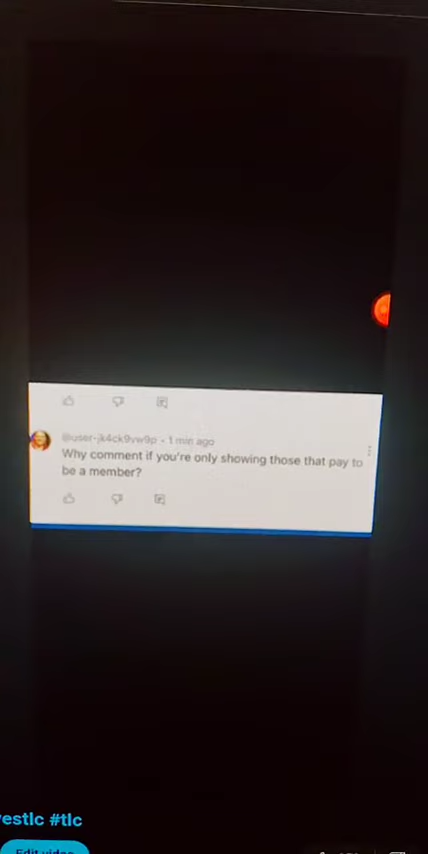 @user-jk4ck9vw9p • 1 min ago
Why comment if you're only showing those that pay to
be a member?
#tlc
Edit video